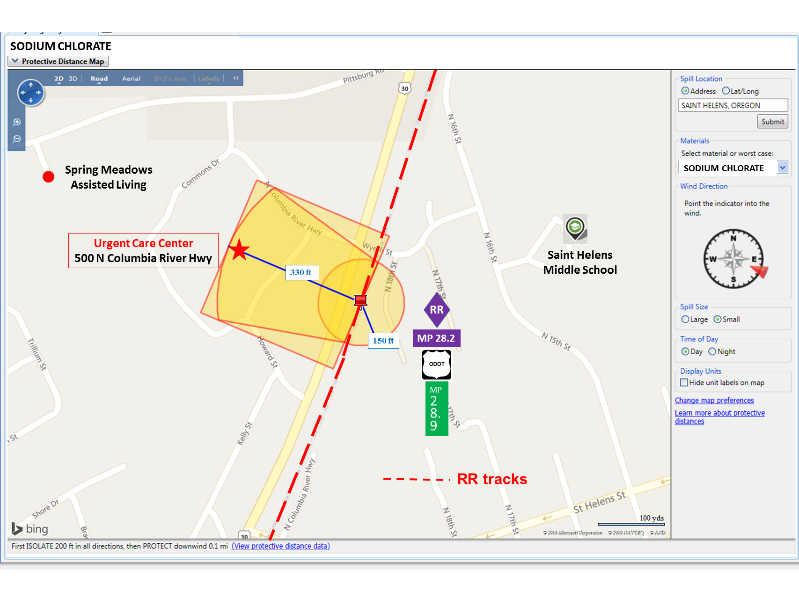 SODIUM CHLORATE
Protective Distance Map
2D 3D Road Aerial Bird's eye Labels «
Pittsburg Rd
30
N 16th St
Spring Meadows
Assisted Living
Commons Dr
N Columbia River Hwy
Urgent Care Center
500 N Columbia River Hwy
Wyeth St
330 ft
N 18th St
N 17th St
N 16th St
Saint Helens
Middle School
RR
MP 28.2
150 ft
ODOT
MP
2
8.
9
N 15th St
Trillium St
Howard St
Kelly St
17th St
N Columbia River Hwy
RR tracks
St
Shore Dr
N 18th St
N 17th St
St Helens St
100 yds
30
bing
First ISOLATE 200 ft in all directions, then PROTECT downwind 0.1 mi (View protective distance data)
Spill Location
Address Lat/Long
SAINT HELENS, OREGON
Submit
Materials
Select material or worst case:
SODIUM CHLORATE
Wind Direction
Point the indicator into the
wind.
N
W E
S
Spill Size
Large Small
Time of Day
Day Night
Display Units
Hide unit labels on map
Change map preferences
Learn more about protective
distances